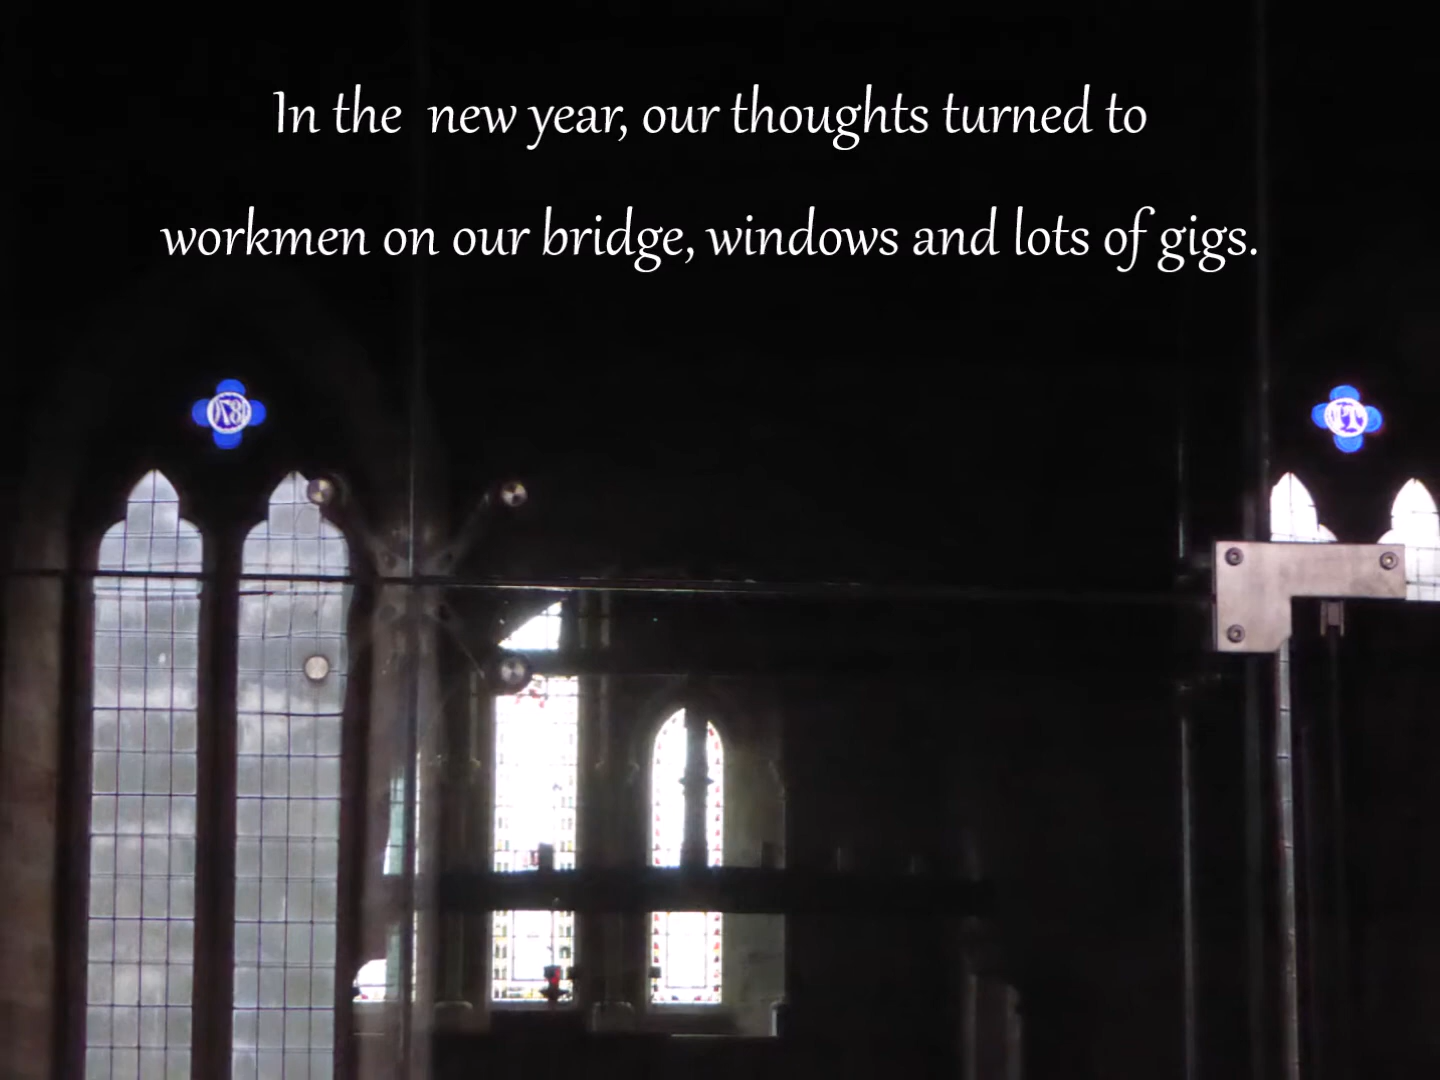 In the  new year, our thoughts turned to
workmen on our bridge, windows and lots of gigs.